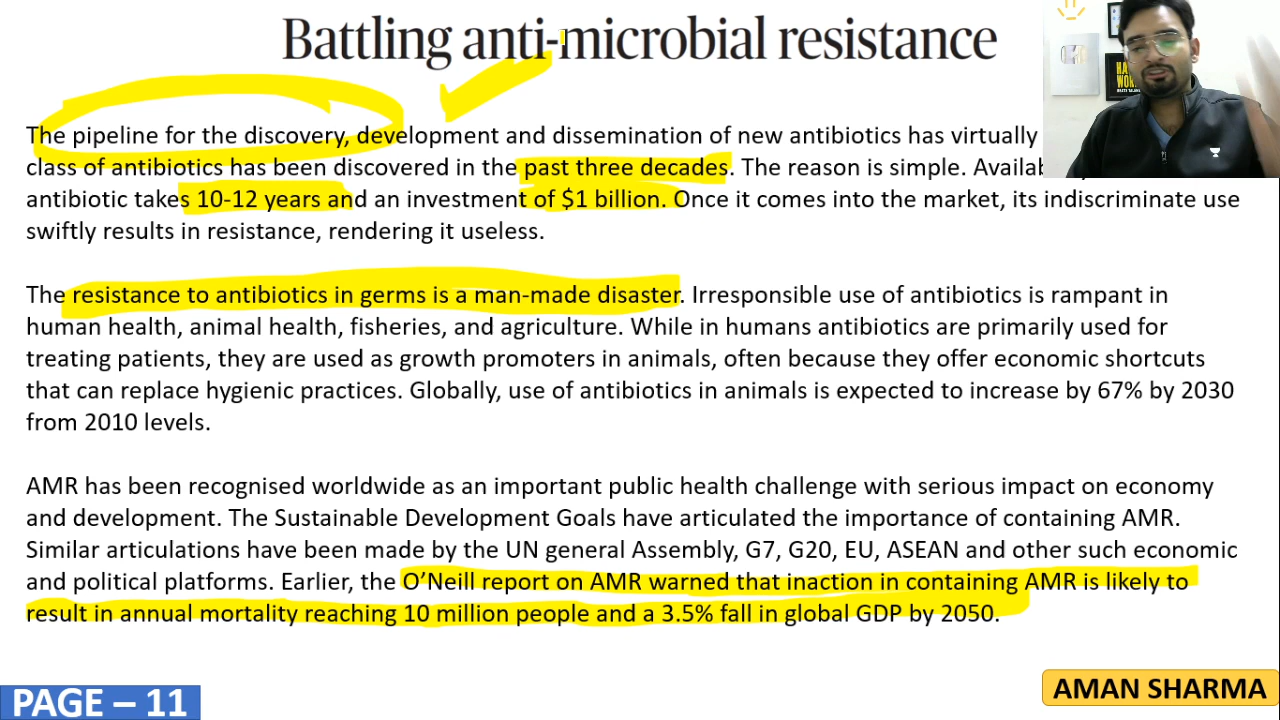 Battling anti-microbial resistance
The pipeline for the discovery, development and dissemination of new antibiotics has virtually
class of antibiotics has been discovered in the past three decades. The reason is simple.
antibiotic takes 10-12 years and an investment of $1 billion. Once it comes into the market, its indiscriminate use
swiftly results in resistance, rendering it useless.
The resistance to antibiotics in germs is a man-made disaster. Irresponsible use of antibiotics is rampant in
human health, animal health, fisheries, and agriculture. While in humans antibiotics are primarily used for
treating patients, they are used as growth promoters in animals, often because they offer economic shortcuts
that can replace hygienic practices. Globally, use of antibiotics in animals is expected to increase by 67% by 2030
from 2010 levels.
AMR has been recognised worldwide as an important public health challenge with serious impact on economy
and development. The Sustainable Development Goals have articulated the importance of containing AMR.
Similar articulations have been made by the UN general Assembly, G7, G20, EU, ASEAN and other such economic
and political platforms. Earlier, the O’Neill report on AMR warned that inaction in containing AMR is likely to
result in annual mortality reaching 10 million people and a 3.5% fall in global GDP by 2050.
PAGE – 11
AMAN SHARMA